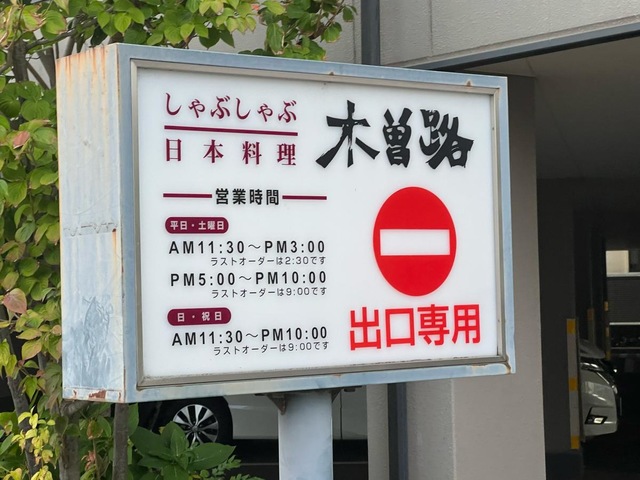 しゃぶしゃぶ
日本料理
木曽路
営業時間
平日・土曜日
AM11:30〜PM3:00
ラストオーダーは2:30です
PM5:00〜PM10:00
ラストオーダーは9:00です
日・祝日
AM11:30〜PM10:00
ラストオーダーは9:00です
出口専用